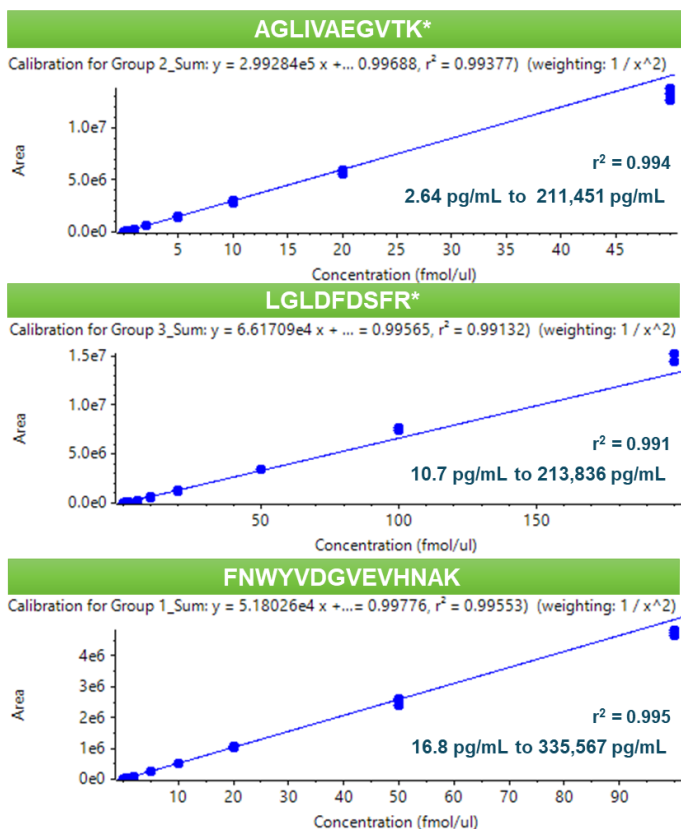 AGLIVAEGVTK*
Calibration for Group 2_Sum: y = 2.99284e5 x +... 0.99688, r² = 0.99377) (weighting: 1 / x^2)
1.0e7
5.0e6
0.0e0
Area
r² = 0.994
2.64 pg/mL to 211,451 pg/mL
5 10 15 20 25 30 35 40 45
Concentration (fmol/ul)
LGLDFDSFR*
Calibration for Group 3_Sum: y = 6.61709e4 x + ... = 0.99565, r² = 0.99132) (weighting: 1 / x^2)
1.5e7
1.0e7
5.0e6
0.0e0
Area
r² = 0.991
10.7 pg/mL to 213,836 pg/mL
50 100 150
Concentration (fmol/ul)
FNWYVDGVEVHNAK
Calibration for Group 1_Sum: y = 5.18026e4 x +...= 0.99776, r² = 0.99553) (weighting: 1 / x^2)
4e6
3e6
2e6
1e6
0e0
Area
r² = 0.995
16.8 pg/mL to 335,567 pg/mL
10 20 30 40 50 60 70 80 90
Concentration (fmol/ul)